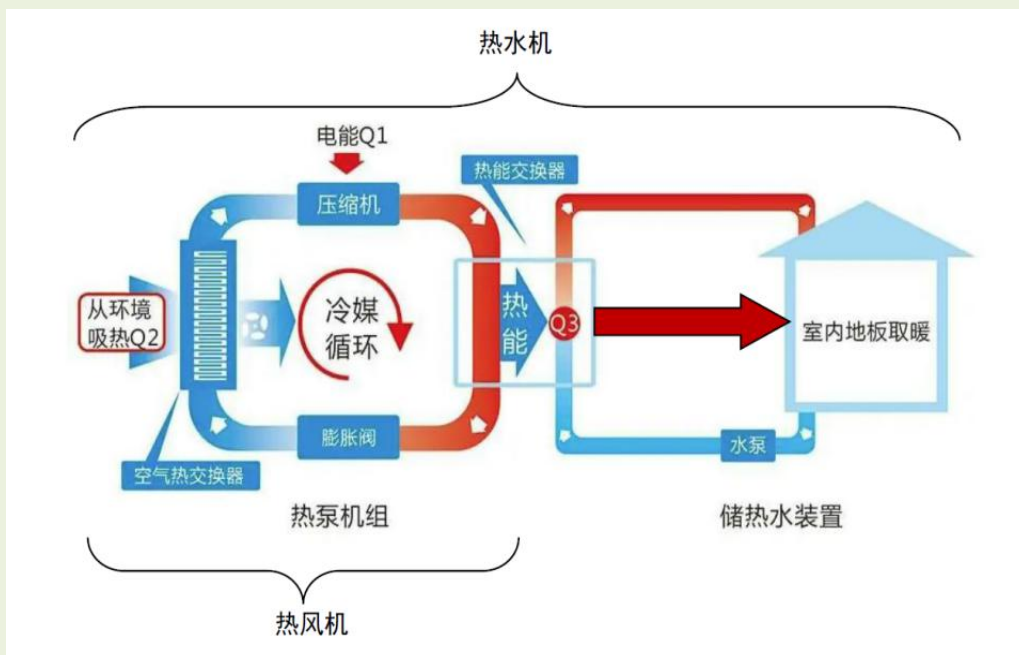 热水机
电能Q1
热能交换器
压缩机
从环境
吸热Q2
冷媒
循环
热
能
Q3
室内地板取暖
膨胀阀
水泵
空气热交换器
热泵机组
储热水装置
热风机